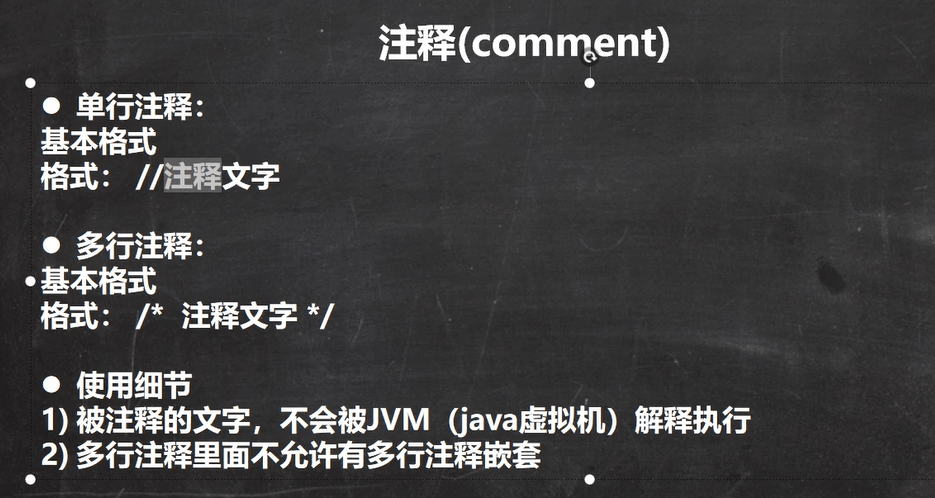 注释(comment)
● 单行注释：
基本格式
格式： //注释文字
● 多行注释：
基本格式
格式： /* 注释文字 */
● 使用细节
1) 被注释的文字，不会被JVM（java虚拟机）解释执行
2) 多行注释里面不允许有多行注释嵌套